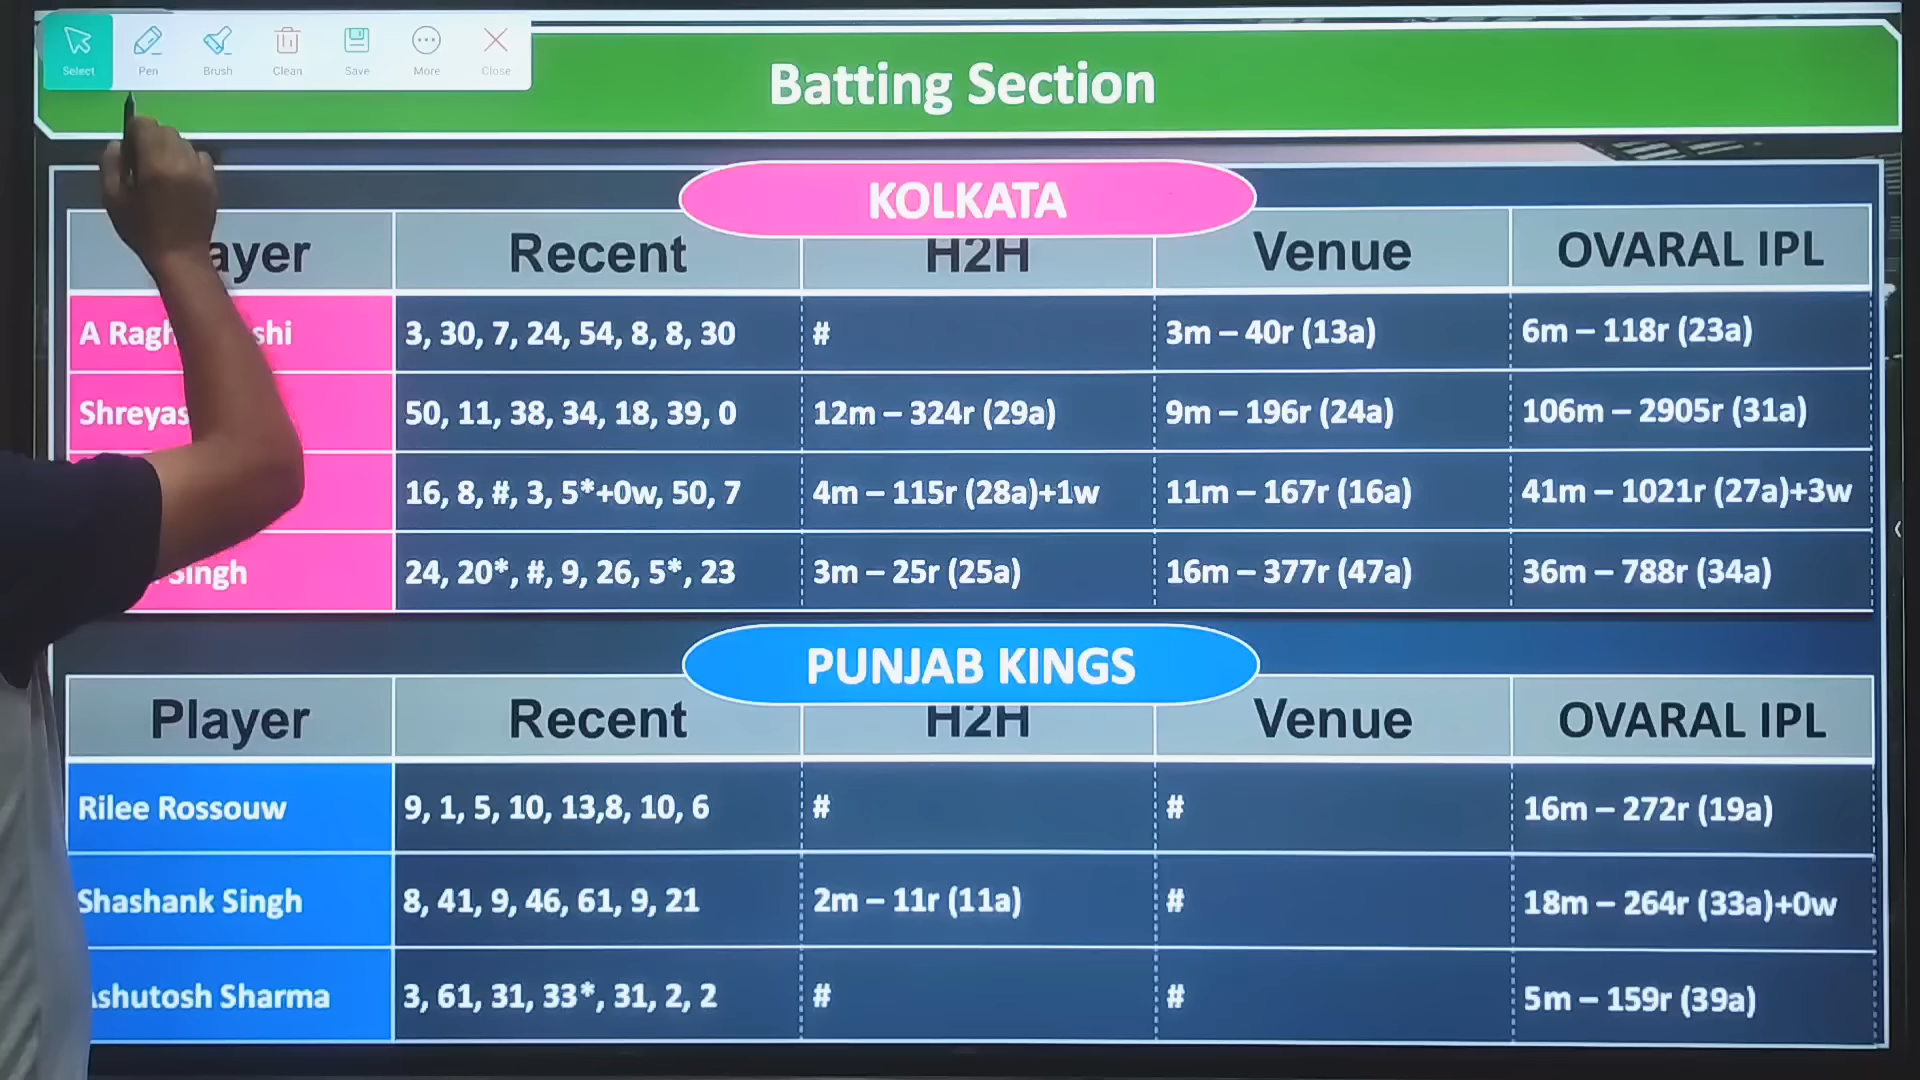 Select Pen Brush Clean Save More Close
Batting Section
KOLKATA
ayer Recent H2H Venue OVARAL IPL
A Ragh shi 3, 30, 7, 24, 54, 8, 8, 30 # 3m – 40r (13a) 6m – 118r (23a)
Shreyas 50, 11, 38, 34, 18, 39, 0 12m – 324r (29a) 9m – 196r (24a) 106m – 2905r (31a)
16, 8, #, 3, 5*+0w, 50, 7 4m – 115r (28a)+1w 11m – 167r (16a) 41m – 1021r (27a)+3w
Singh 24, 20*, #, 9, 26, 5*, 23 3m – 25r (25a) 16m – 377r (47a) 36m – 788r (34a)
PUNJAB KINGS
Player Recent H2H Venue OVARAL IPL
Rilee Rossouw 9, 1, 5, 10, 13,8, 10, 6 # # 16m – 272r (19a)
Shashank Singh 8, 41, 9, 46, 61, 9, 21 2m – 11r (11a) # 18m – 264r (33a)+0w
shutosh Sharma 3, 61, 31, 33*, 31, 2, 2 # # 5m – 159r (39a)